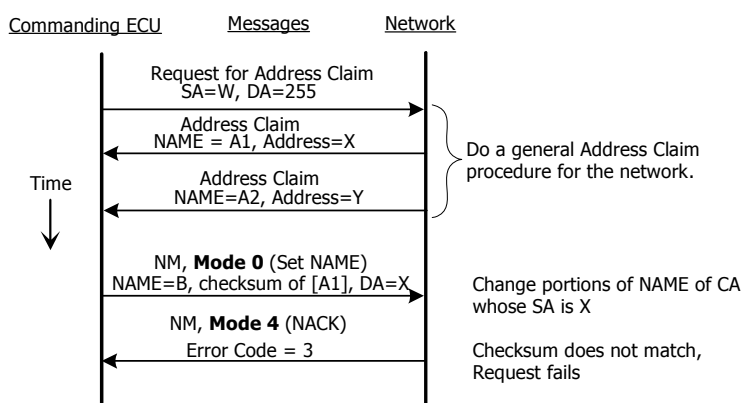 Commanding ECU Messages Network
Request for Address Claim
SA=W, DA=255
Address Claim
NAME = A1, Address=X
Address Claim
NAME=A2, Address=Y
Do a general Address Claim
procedure for the network.
Time
NM, Mode 0 (Set NAME)
NAME=B, checksum of [A1], DA=X
Change portions of NAME of CA
whose SA is X
NM, Mode 4 (NACK)
Error Code = 3
Checksum does not match,
Request fails